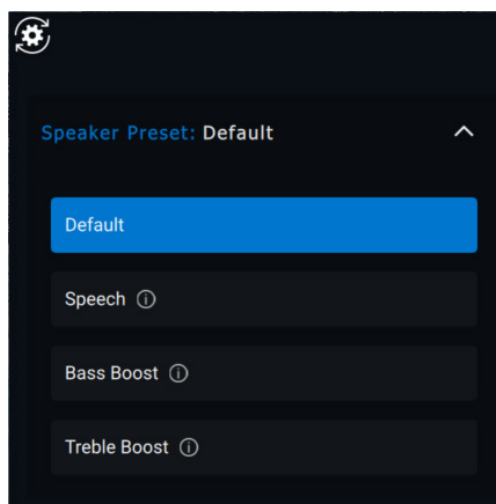 Speaker Preset: Default
Default
Speech
Bass Boost
Treble Boost